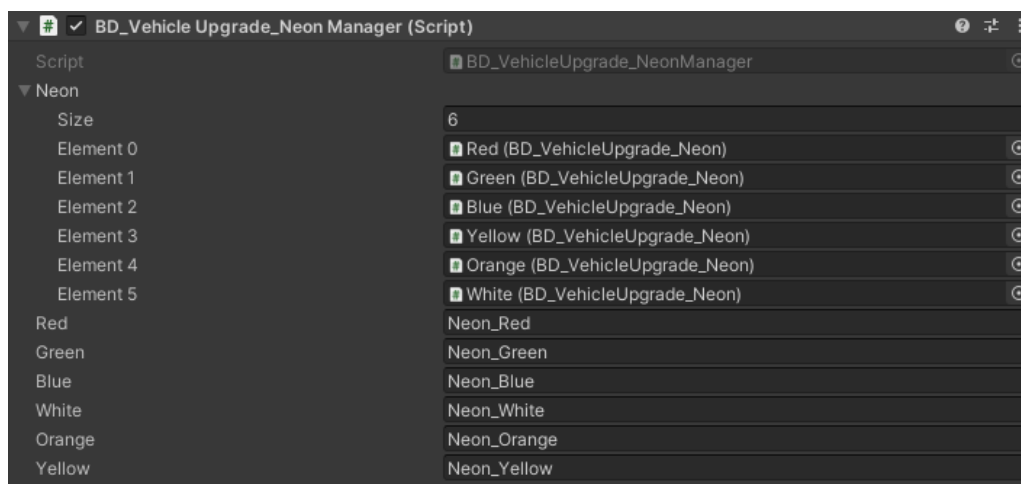 BD_Vehicle Upgrade_Neon Manager (Script)
Script BD_VehicleUpgrade_NeonManager
Neon
Size 6
Element 0 Red (BD_VehicleUpgrade_Neon)
Element 1 Green (BD_VehicleUpgrade_Neon)
Element 2 Blue (BD_VehicleUpgrade_Neon)
Element 3 Yellow (BD_VehicleUpgrade_Neon)
Element 4 Orange (BD_VehicleUpgrade_Neon)
Element 5 White (BD_VehicleUpgrade_Neon)
Red Neon_Red
Green Neon_Green
Blue Neon_Blue
White Neon_White
Orange Neon_Orange
Yellow Neon_Yellow